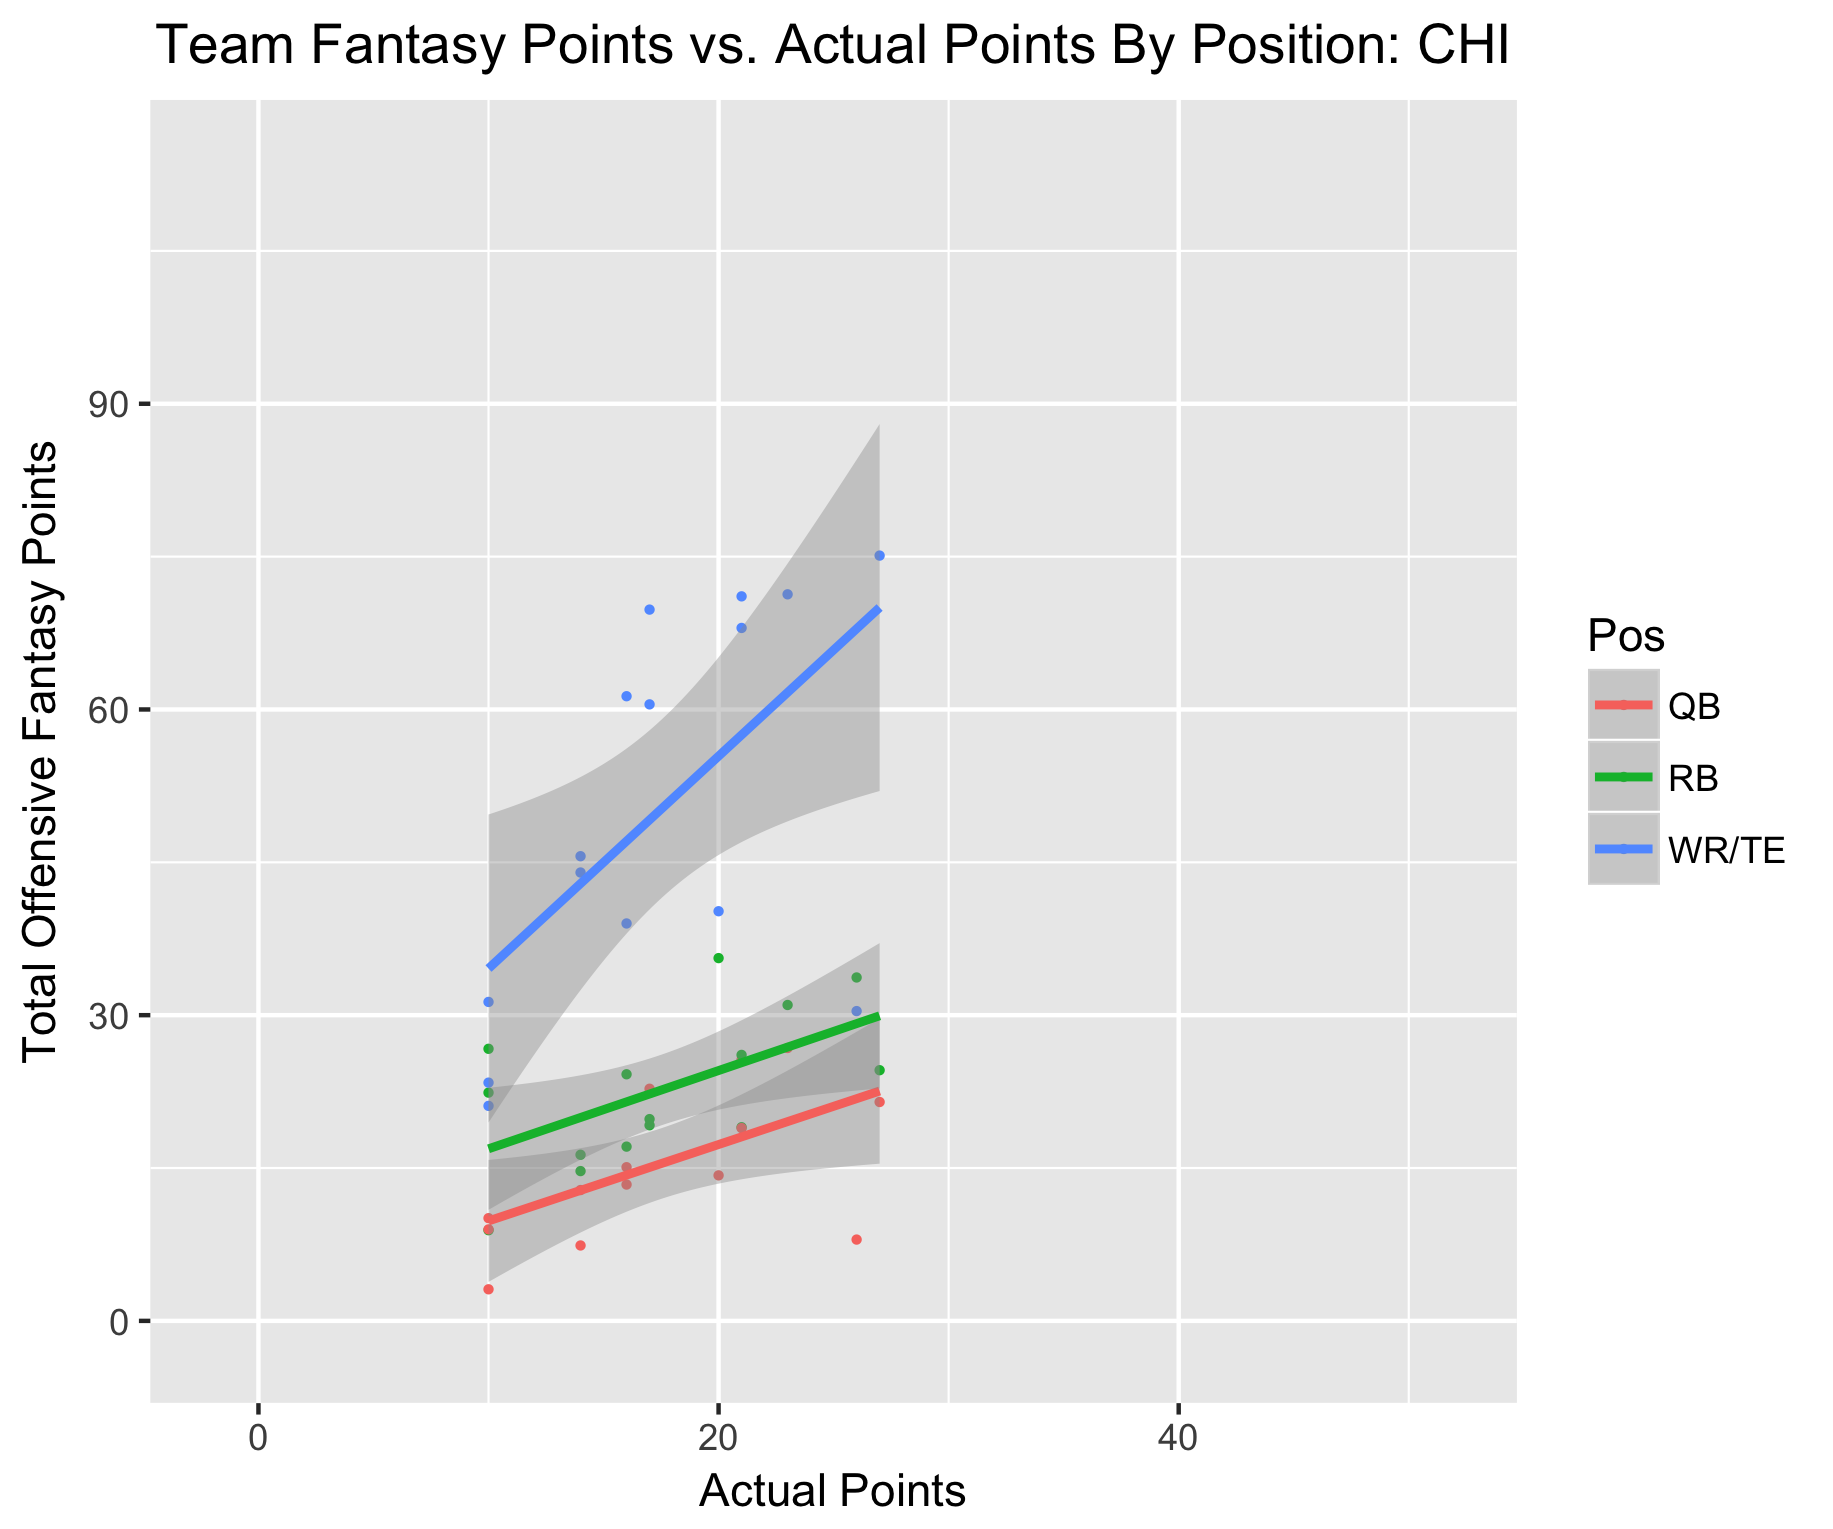 Team Fantasy Points vs. Actual Points By Position: CHI
Total Offensive Fantasy Points
90
60
30
0
0
20
40
Actual Points
Pos
QB
RB
WR/TE